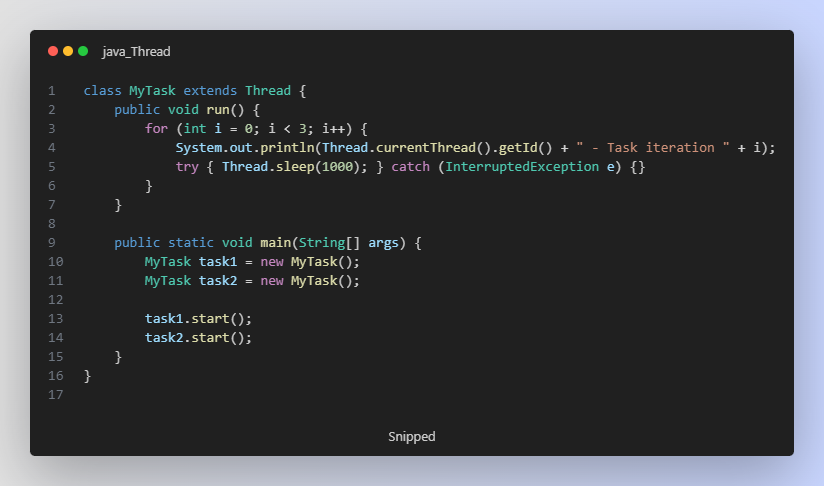 java_Thread
1 class MyTask extends Thread {
2     public void run() {
3         for (int i = 0; i < 3; i++) {
4             System.out.println(Thread.currentThread().getId() + " - Task iteration " + i);
5             try { Thread.sleep(1000); } catch (InterruptedException e) {}
6         }
7     }
8
9     public static void main(String[] args) {
10         MyTask task1 = new MyTask();
11         MyTask task2 = new MyTask();
12
13         task1.start();
14         task2.start();
15     }
16 }
17
Snipped